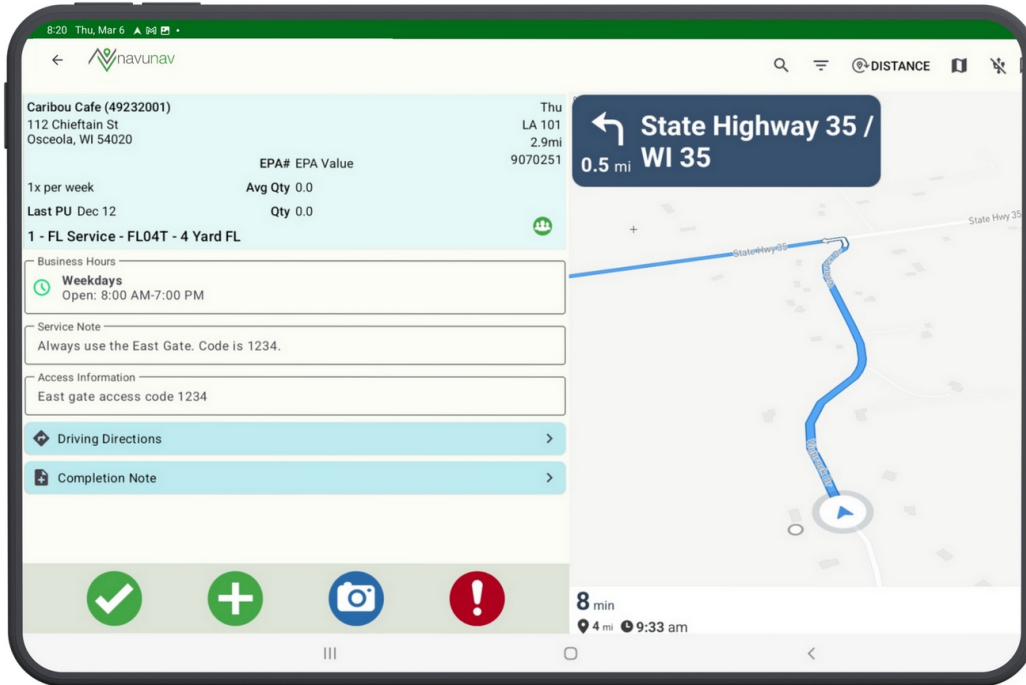 8:20 Thu, Mar 6
navunav
DISTANCE
Caribou Cafe (49232001)
Thu
112 Chieftain St
LA 101
Osceola, WI 54020
2.9mi
EPA# EPA Value
9070251
1x per week
Avg Qty 0.0
Last PU Dec 12
Qty 0.0
1 - FL Service - FL04T - 4 Yard FL
Business Hours
Weekdays
Open: 8:00 AM-7:00 PM
Service Note
Always use the East Gate. Code is 1234.
Access Information
East gate access code 1234
Driving Directions
Completion Note
State Highway 35 /
0.5 mi WI 35
State Hwy 35
State Hwy 35
8 min
4 mi 9:33 am